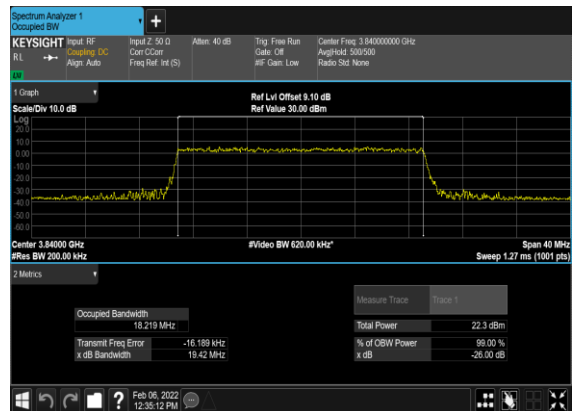 Spectrum Analyzer 1
Occupied BW
+
KEYSIGHT Input: RF Input Z: 50 Ω Atten: 40 dB Trig: Free Run Center Freq: 3.840000000 GHz
RL Coupling: DC Corr CCorr Gate: Off Avg|Hold: 500/500
Align: Auto Freq Ref: Int (S) #IF Gain: Low Radio Std: None
LW
1 Graph
Ref Lvl Offset 9.10 dB
Scale/Div 10.0 dB Ref Value 30.00 dBm
Log
20.0
10.0
0.00
-10.0
-20.0
-30.0
-40.0
-50.0
-60.0
Center 3.84000 GHz #Video BW 620.00 kHz* Span 40 MHz
#Res BW 200.00 kHz Sweep 1.27 ms (1001 pts)
2 Metrics
Measure Trace Trace 1
Occupied Bandwidth
18.219 MHz Total Power 22.3 dBm
Transmit Freq Error -16.189 kHz % of OBW Power 99.00 %
x dB Bandwidth 19.42 MHz x dB -26.00 dB
? Feb 06, 2022
12:35:12 PM